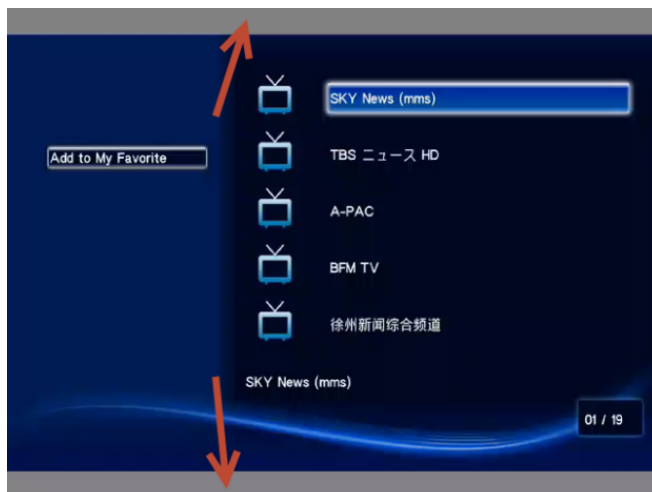 SKY News (mms)
Add to My Favorite
TBS ニュース HD
A-PAC
BFM TV
徐州新闻综合频道
SKY News (mms)
01 / 19